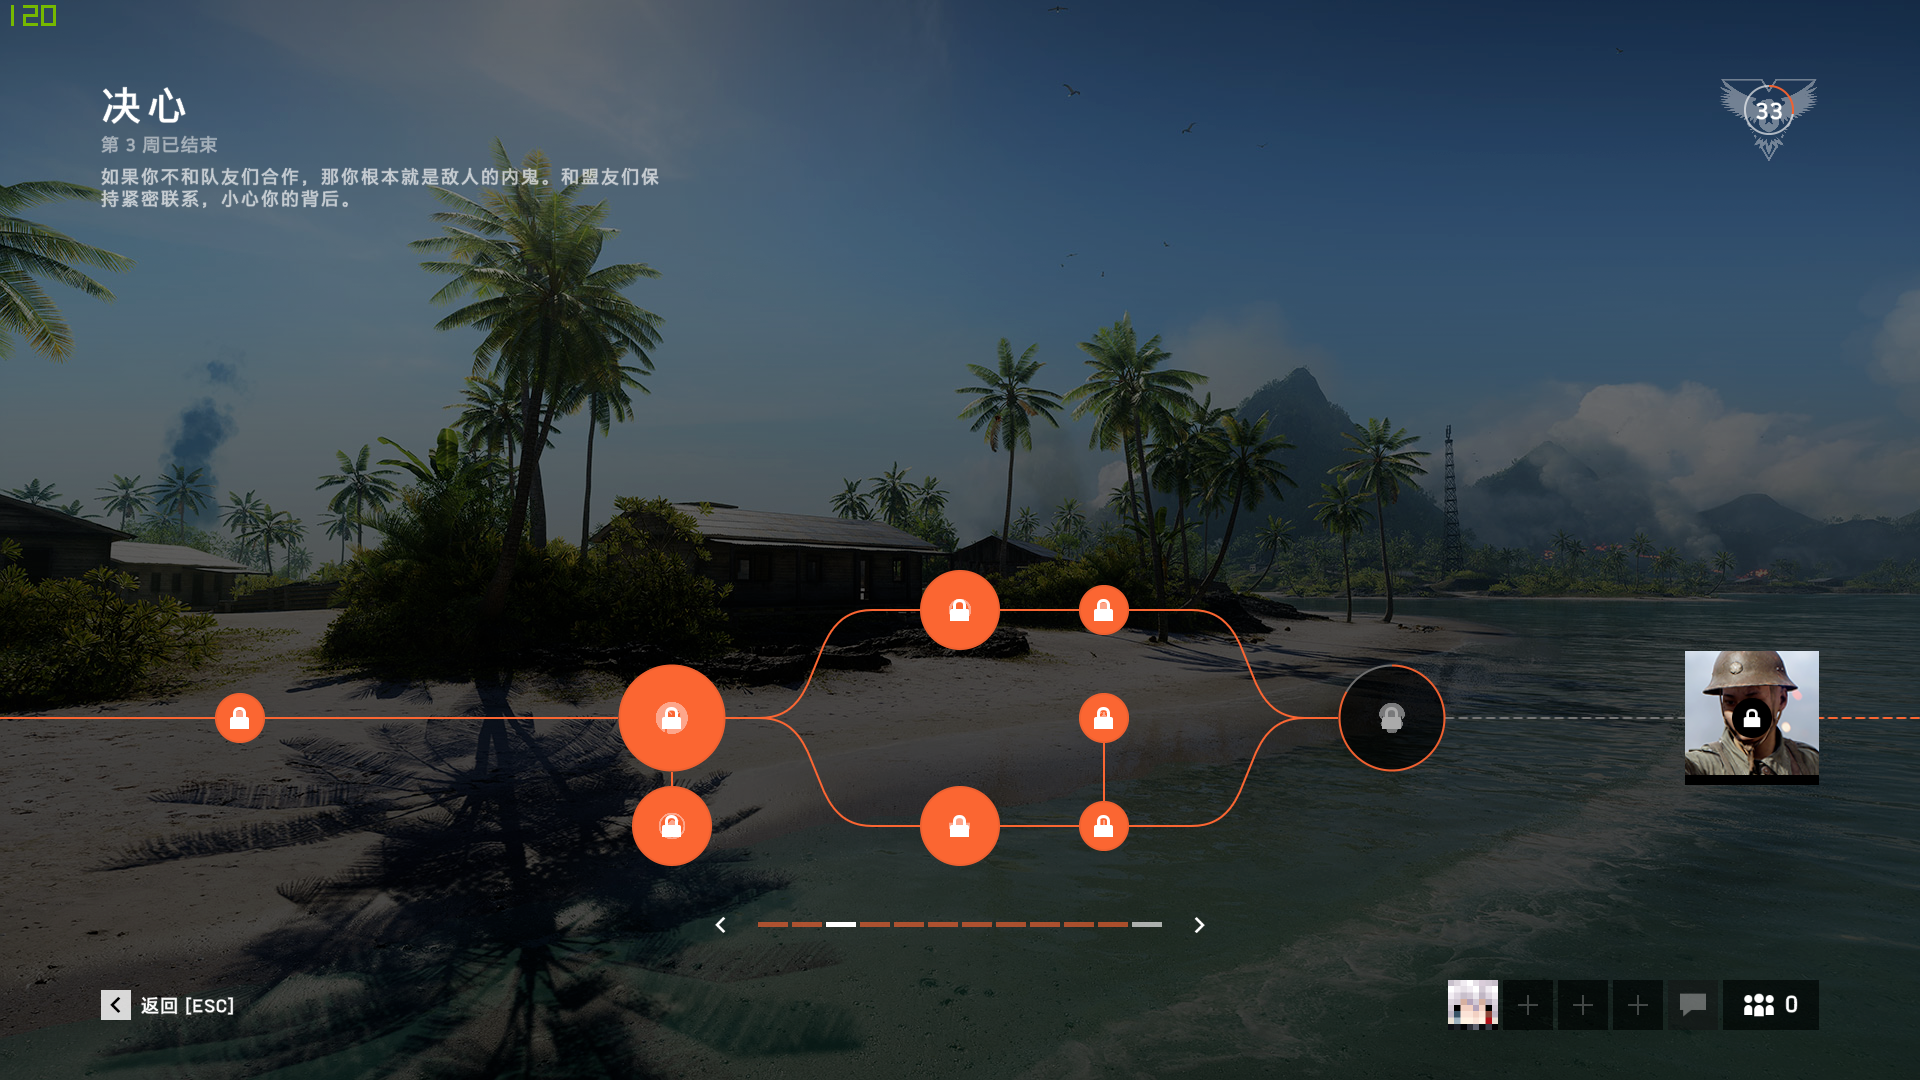 120
决心
第 3 周已结束
如果你不和队友们合作，那你根本就是敌人的内鬼。和盟友们保
持紧密联系，小心你的背后。
33
返回 [ESC]
0